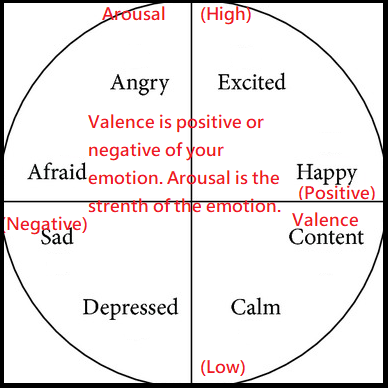 Arousal (High)
Angry Excited
Valence is positive or
negative of your
emotion. Arousal is the
strenth of the emotion.
Afraid Happy
(Positive)
(Negative) Valence
Sad Content
Depressed Calm
(Low)